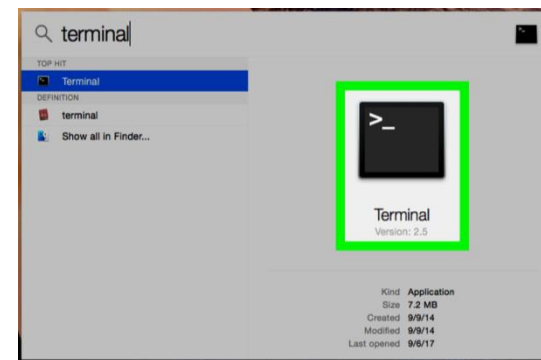 terminal
TOP HIT
Terminal
DEFINITION
terminal
Show all in Finder...
>_
Terminal
Version: 2.5
Kind Application
Size 7.2 MB
Created 9/9/14
Modified 9/9/14
Last opened 9/6/17